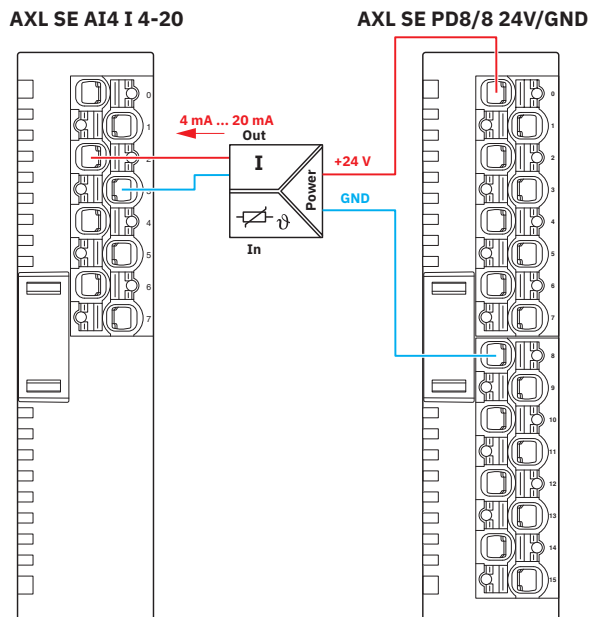 AXL SE AI4 I 4-20
AXL SE PD8/8 24V/GND
4 mA ... 20 mA
Out
I
Power
ϑ
In
+24 V
GND
0
1
2
3
4
5
6
7
0
1
2
3
4
5
6
7
8
9
10
11
12
13
14
15